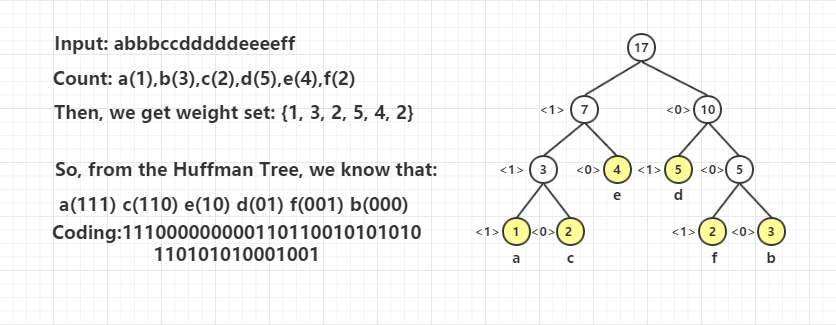 Input: abbbccdddddeeeeff
Count: a(1),b(3),c(2),d(5),e(4),f(2)
Then, we get weight set: {1, 3, 2, 5, 4, 2}
So, from the Huffman Tree, we know that:
a(111) c(110) e(10) d(01) f(001) b(000)
Coding:111000000000110110010101010
110101010001001
17
<1> 7 <0> 10
<1> 3 <0> 4 <1> 5 <0> 5
e d
<1> 1 <0> 2 <1> 2 <0> 3
a c f b